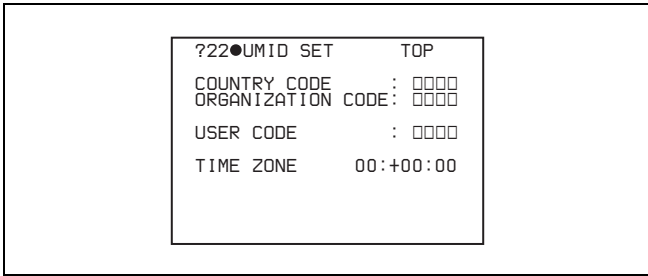 ?22●UMID SET TOP
COUNTRY CODE : □□□□
ORGANIZATION CODE: □□□□
USER CODE : □□□□
TIME ZONE 00:+00:00